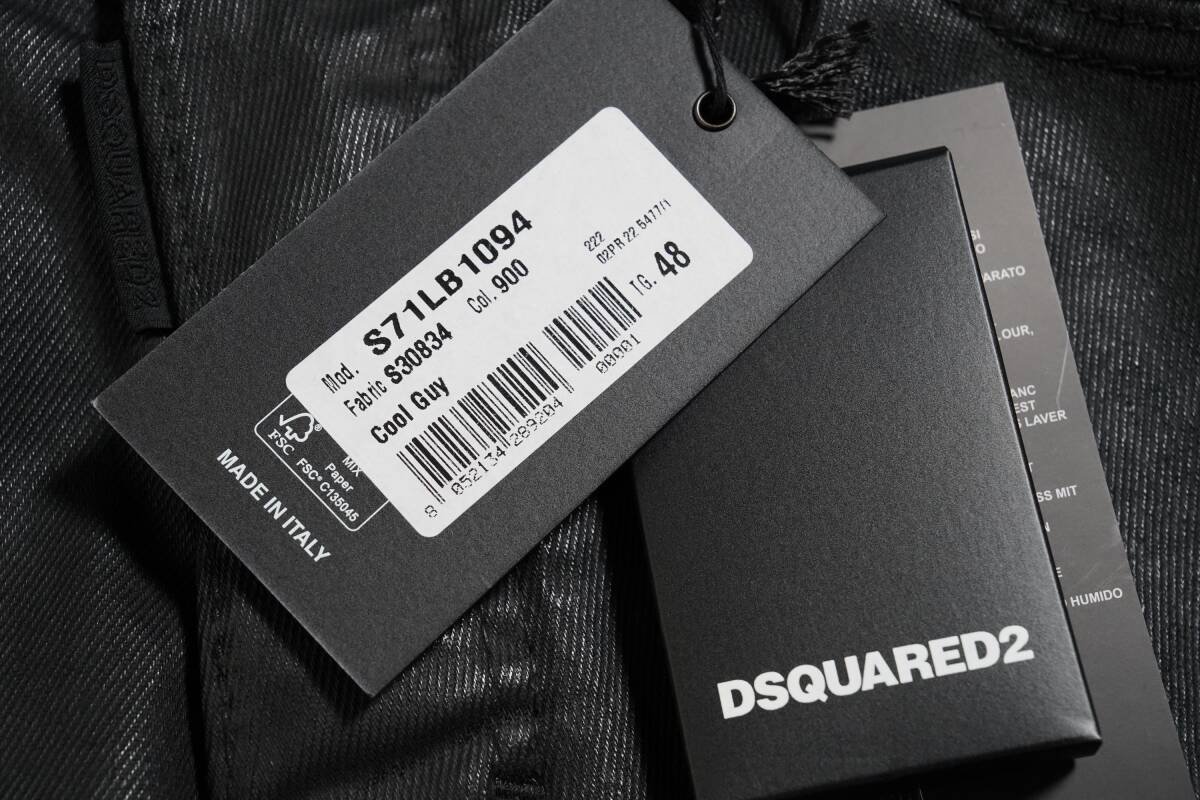 DSQUARED2
Mod. S71LB1094
Fabric S30834 Col. 900
Cool Guy
222
02PR 22 5477/1
TG. 48
8 052134 289204
00001
FSC®
MIX
Paper
FSC® C135045
MADE IN ITALY
DSQUARED2
SI
O
ARATO
OUR,
ANC
EST
LAVER
T
SS MIT
N
E
HUMIDO